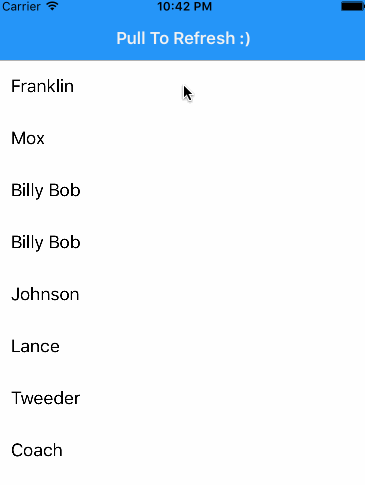 Carrier 10:42 PM
Pull To Refresh :)
Franklin
Mox
Billy Bob
Billy Bob
Johnson
Lance
Tweeder
Coach